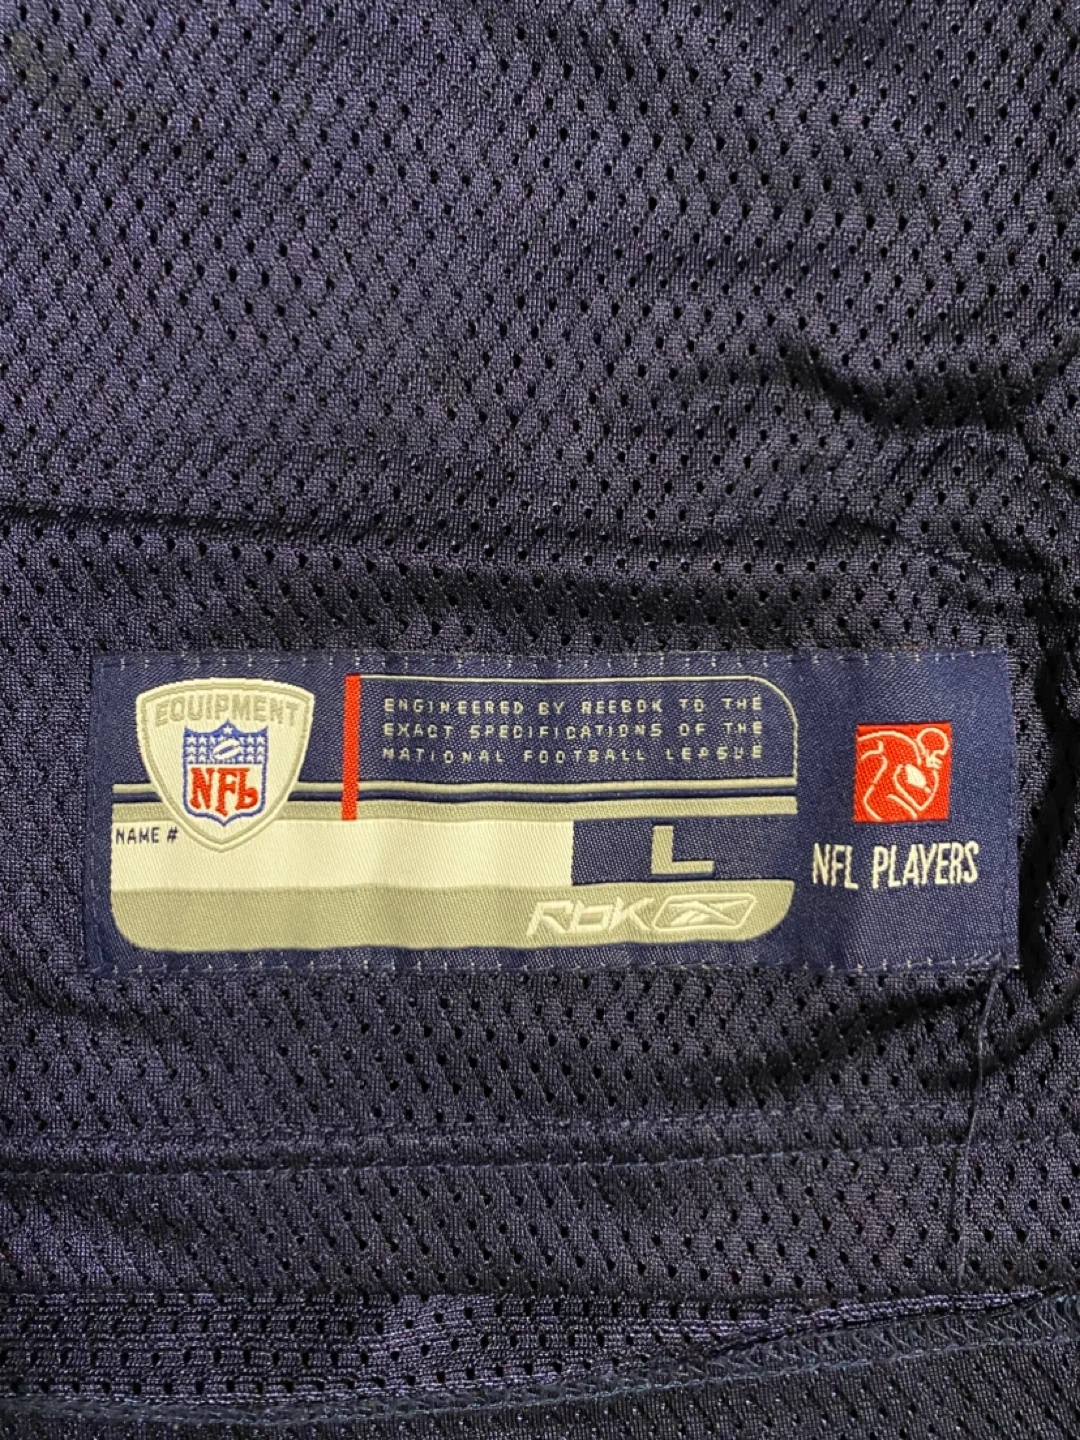 EQUIPMENT
NFL
ENGINEERED BY REEBOK TO THE
EXACT SPECIFICATIONS OF THE
NATIONAL FOOTBALL LEAGUE
NAME #
L
RbK
NFL PLAYERS